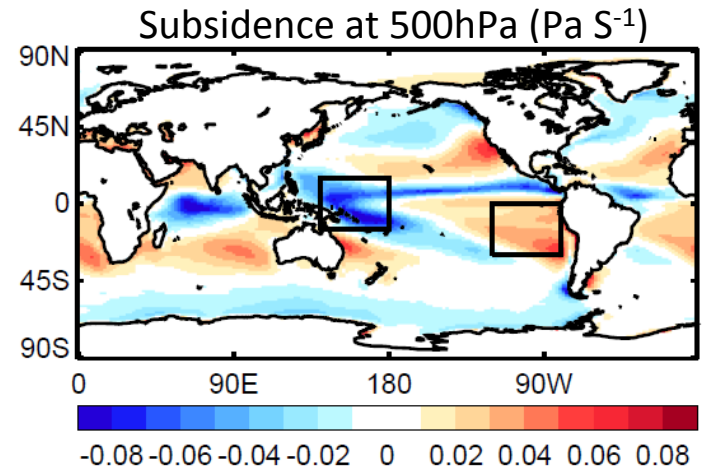 Subsidence at 500hPa (Pa S-1)
90N
45N
0
45S
90S
0 90E 180 90W
-0.08 -0.06 -0.04 -0.02 0 0.02 0.04 0.06 0.08